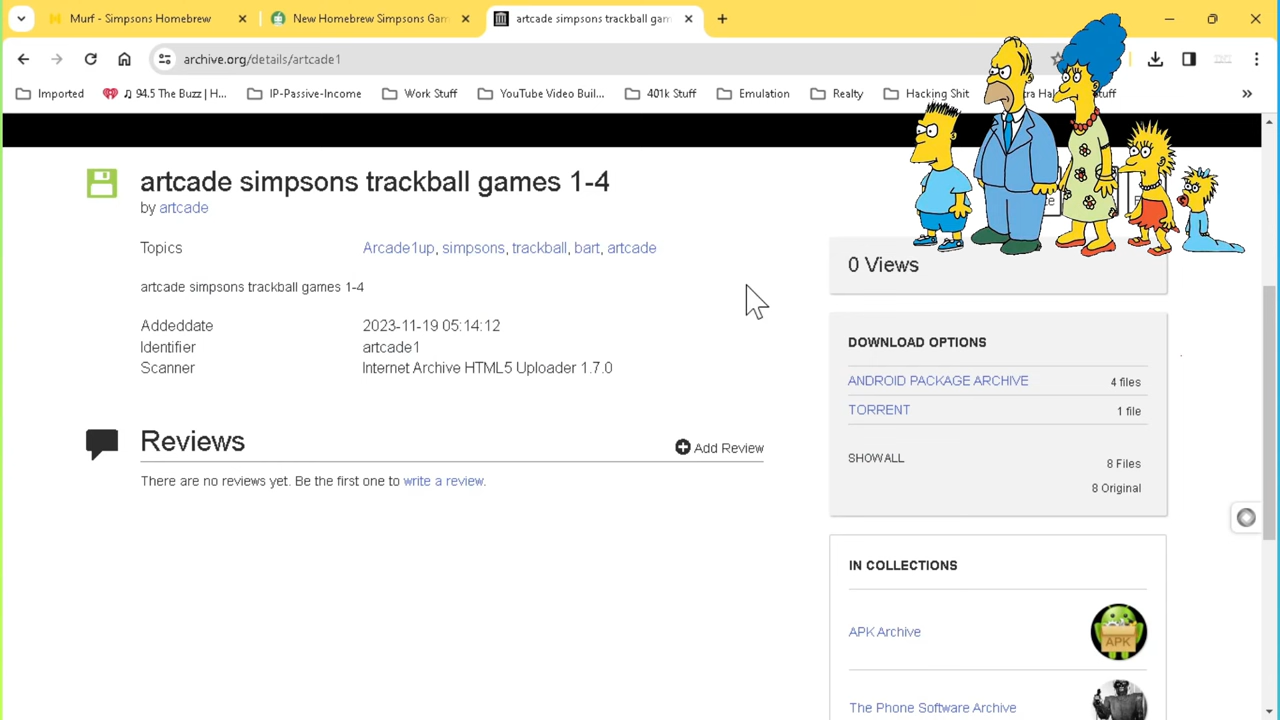 Murf - Simpsons Homebrew
New Homebrew Simpsons Gam
artcade simpsons trackball gam
archive.org/details/artcade1
Imported
♫ 94.5 The Buzz | H...
IP-Passive-Income
Work Stuff
YouTube Video Buil...
401k Stuff
Emulation
Realty
Hacking Shit
artcade simpsons trackball games 1-4
by artcade
Topics Arcade1up, simpsons, trackball, bart, artcade
artcade simpsons trackball games 1-4
Addeddate 2023-11-19 05:14:12
Identifier artcade1
Scanner Internet Archive HTML5 Uploader 1.7.0
Reviews
Add Review
There are no reviews yet. Be the first one to write a review.
0 Views
DOWNLOAD OPTIONS
ANDROID PACKAGE ARCHIVE 4 files
TORRENT 1 file
SHOW ALL 8 Files
8 Original
IN COLLECTIONS
APK Archive
APK
The Phone Software Archive